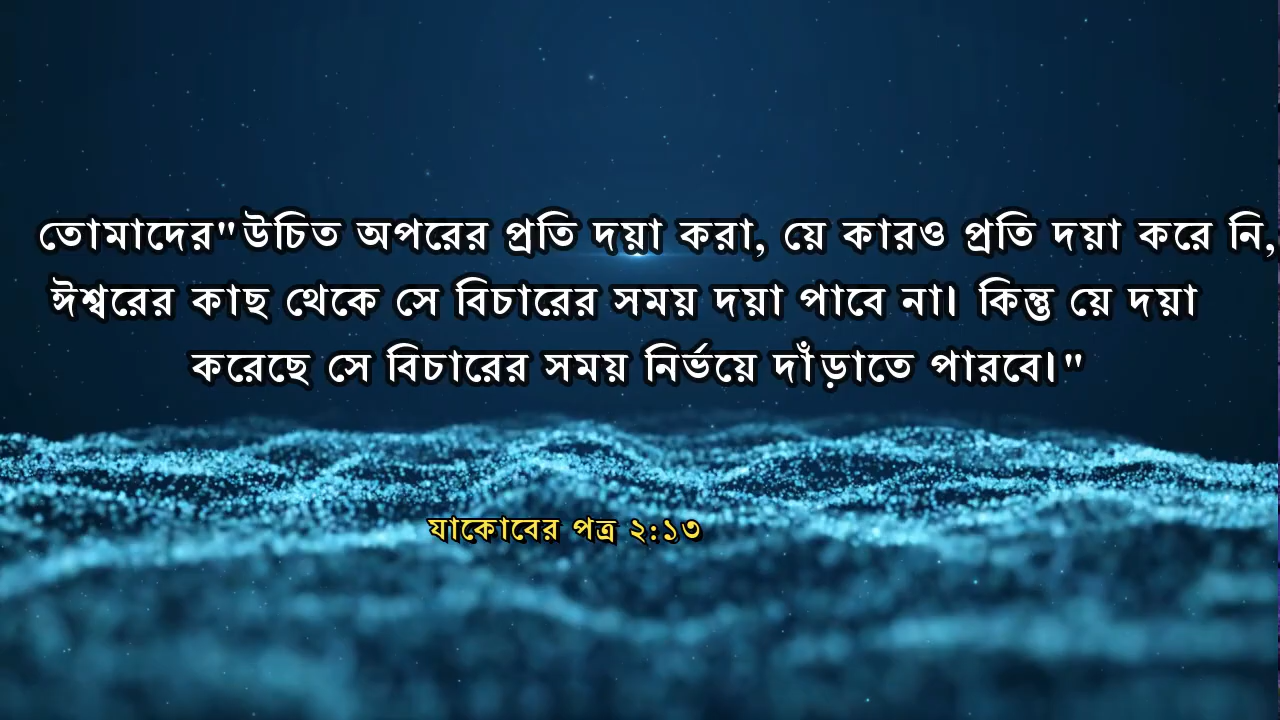 তোমাদের"উচিত অপরের প্রতি দয়া করা, য়ে কারও প্রতি দয়া করে নি,
ঈশ্বরের কাছ থেকে সে বিচারের সময় দয়া পাবে না। কিন্তু য়ে দয়া
করেছে সে বিচারের সময় নির্ভয়ে দাঁড়াতে পারবে।"
যাকোবের পত্র ২:১৩